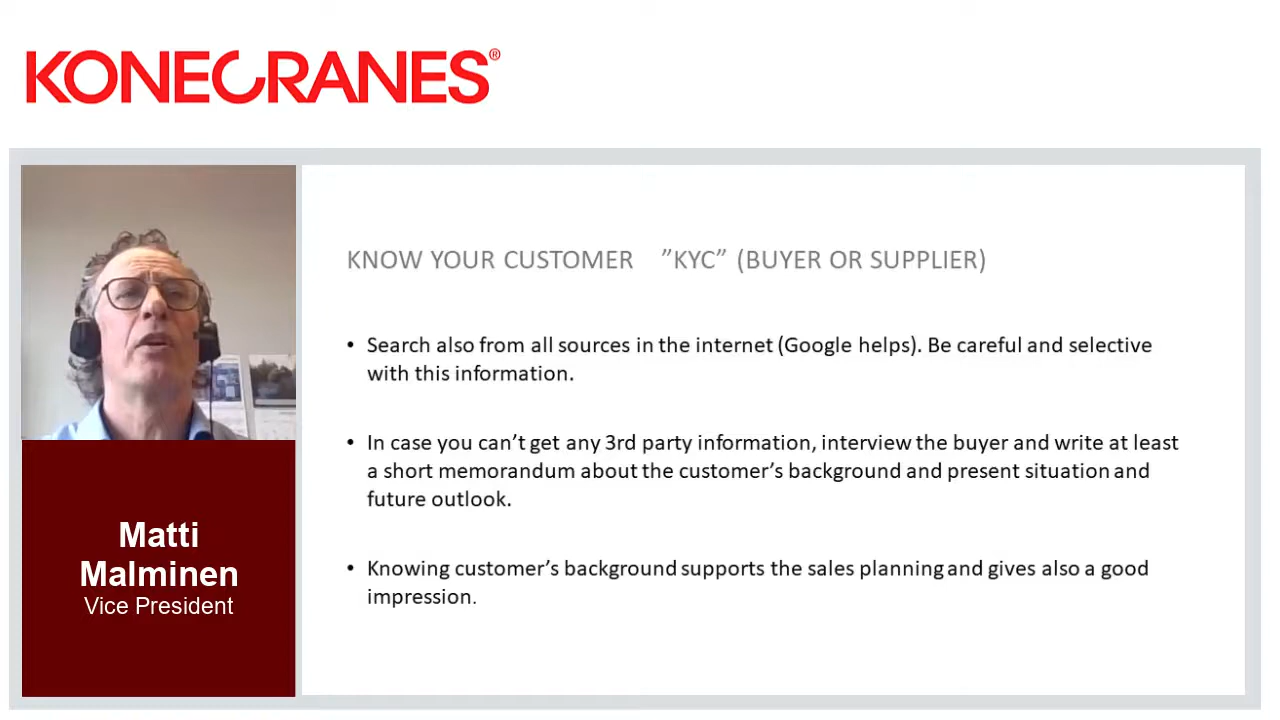 KONECRANES®
KNOW YOUR CUSTOMER ”KYC” (BUYER OR SUPPLIER)
• Search also from all sources in the internet (Google helps). Be careful and selective
with this information.
• In case you can’t get any 3rd party information, interview the buyer and write at least
a short memorandum about the customer’s background and present situation and
future outlook.
• Knowing customer’s background supports the sales planning and gives also a good
impression.
Matti
Malminen
Vice President